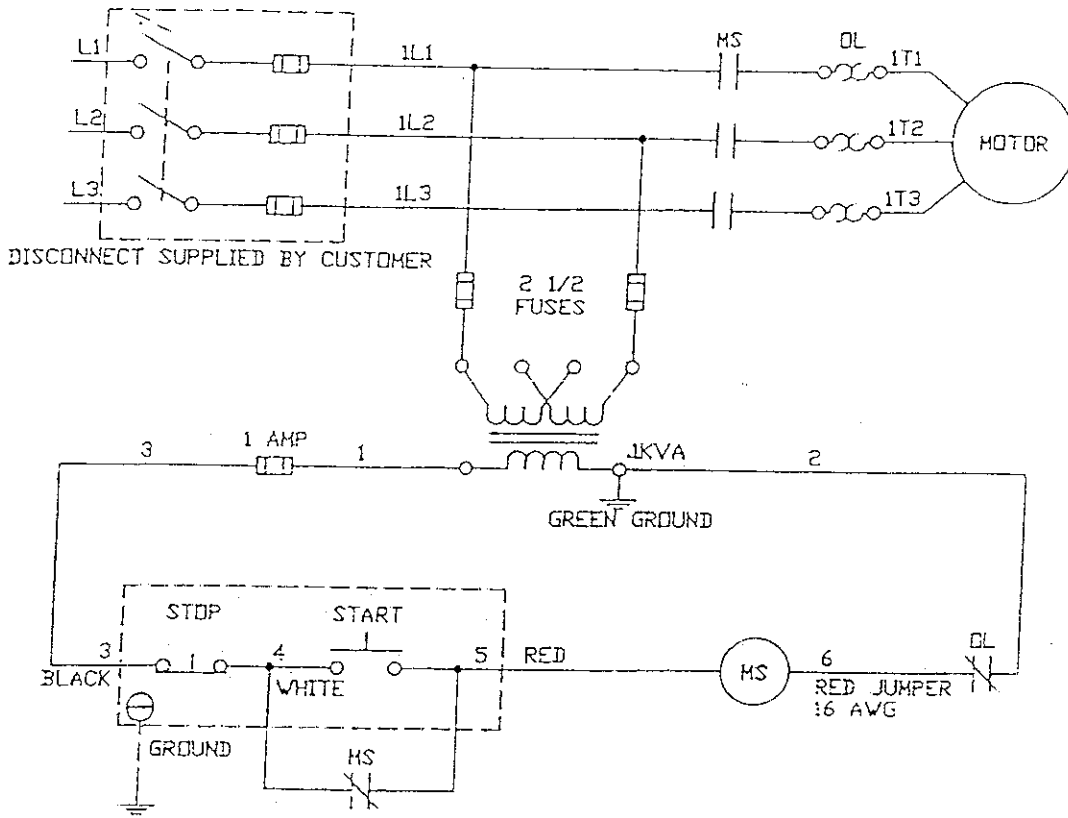 MS OL
L1 1L1 1T1
L2 1L2 1T2 MOTOR
L3 1L3 1T3
DISCONNECT SUPPLIED BY CUSTOMER
2 1/2
FUSES
3 1 AMP 1 .1KVA 2
GREEN GROUND
STOP START
3 4 5 RED MS 6 OL
BLACK WHITE RED JUMPER
16 AWG
GROUND
MS